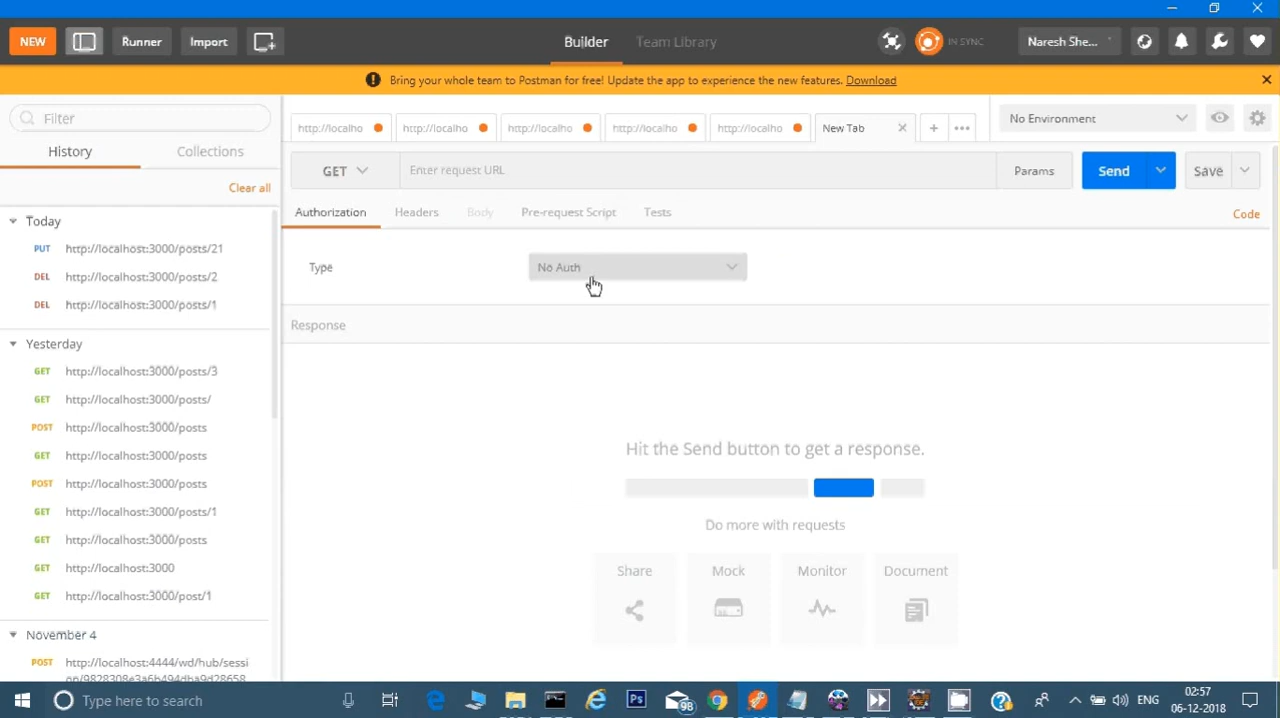 NEW
Runner
Import
Builder
Team Library
IN SYNC
Naresh She...
Bring your whole team to Postman for free! Update the app to experience the new features. Download
Filter
History
Collections
Clear all
Today
PUT http://localhost:3000/posts/21
DEL http://localhost:3000/posts/2
DEL http://localhost:3000/posts/1
Yesterday
GET http://localhost:3000/posts/3
GET http://localhost:3000/posts/
POST http://localhost:3000/posts
GET http://localhost:3000/posts
POST http://localhost:3000/posts
GET http://localhost:3000/posts/1
GET http://localhost:3000/posts
GET http://localhost:3000
GET http://localhost:3000/post/1
November 4
POST http://localhost:4444/wd/hub/sessi
on/9828308e3a6b494dba9d28658
http://localho
http://localho
http://localho
http://localho
http://localho
New Tab
No Environment
GET
Enter request URL
Params
Send
Save
Authorization
Headers
Body
Pre-request Script
Tests
Code
Type
No Auth
Response
Hit the Send button to get a response.
Do more with requests
Share
Mock
Monitor
Document
Type here to search
98
ENG
02:57
06-12-2018